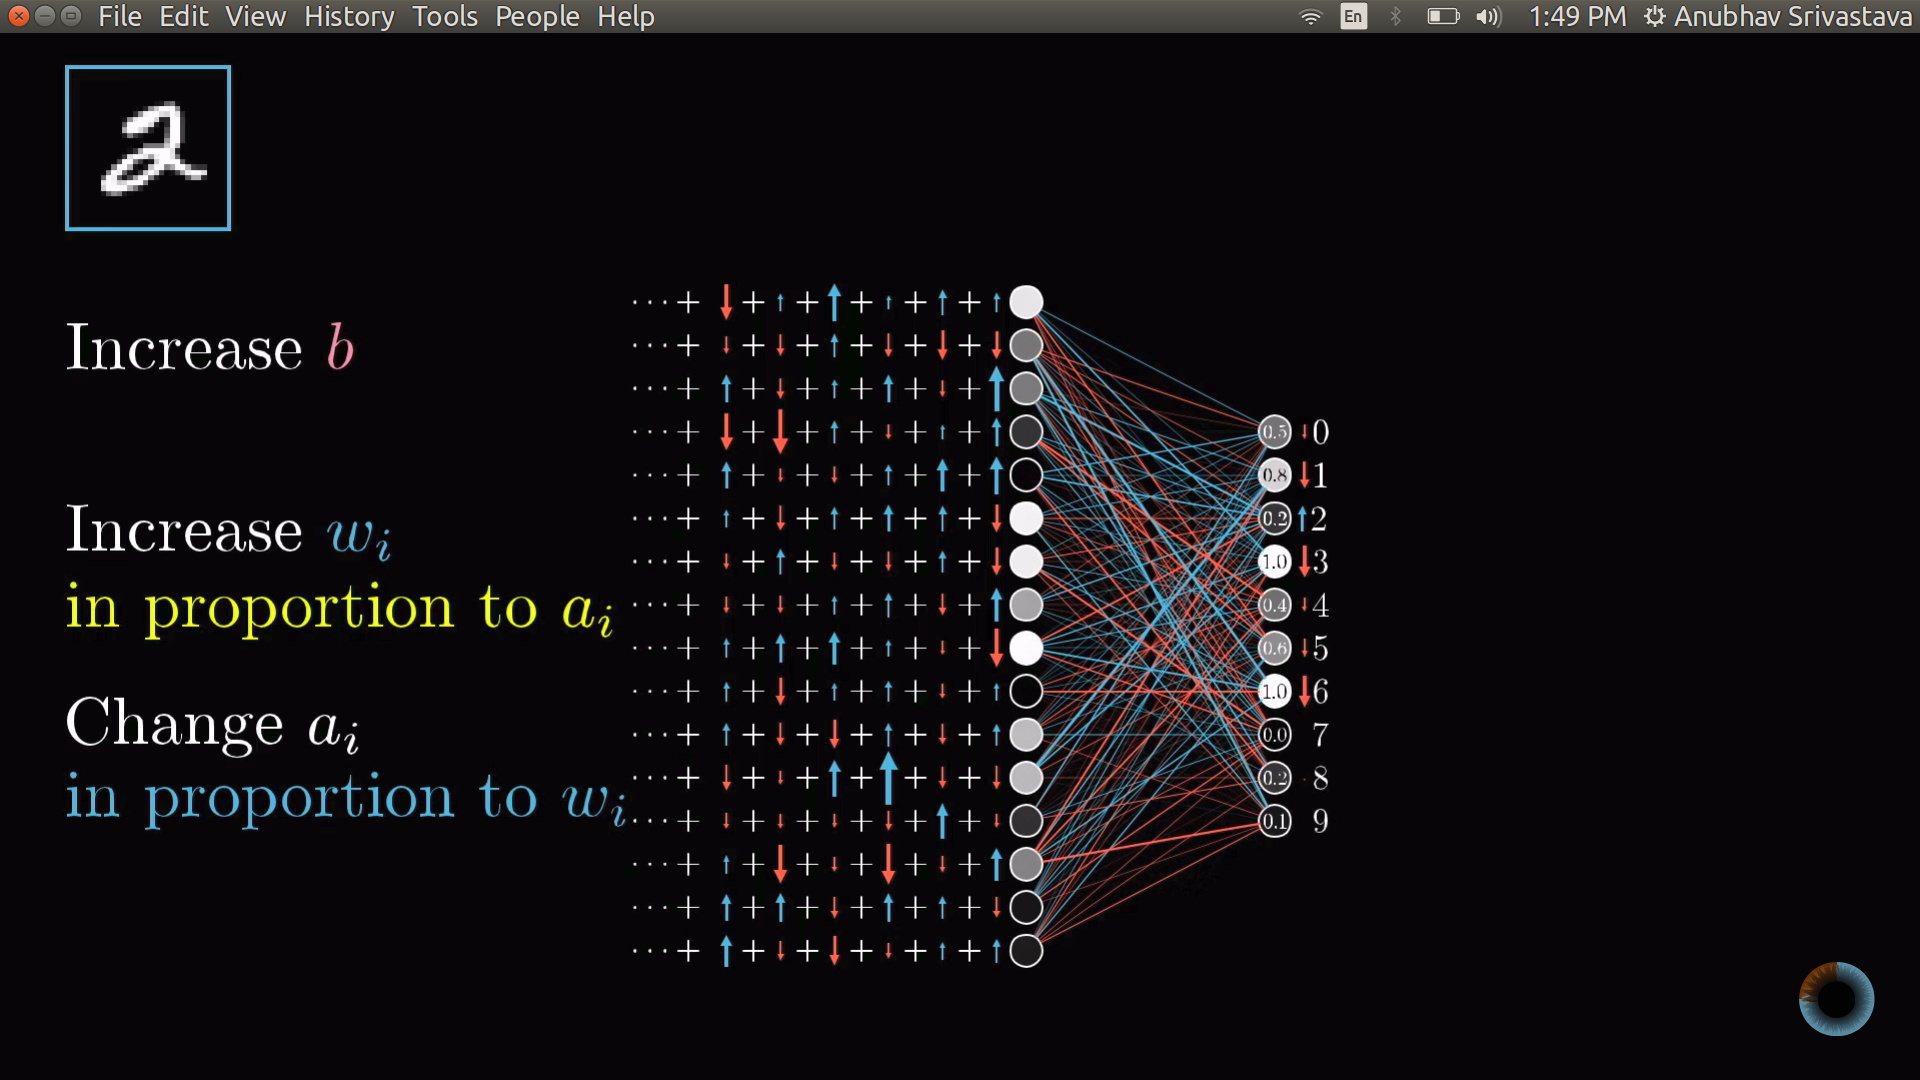 File Edit View History Tools People Help En 1:49 PM Anubhav Srivastava
2
Increase b
Increase w_i
in proportion to a_i
Change a_i
in proportion to w_i
··· + ↓ + ↑ + ↑ + ↑ + ↑ + ↑
··· + ↓ + ↓ + ↑ + ↓ + ↓ + ↓
··· + ↑ + ↓ + ↑ + ↑ + ↓ + ↑
··· + ↓ + ↓ + ↑ + ↓ + ↑ + ↑
··· + ↑ + ↓ + ↓ + ↑ + ↑ + ↑
··· + ↑ + ↓ + ↑ + ↑ + ↑ + ↓
··· + ↓ + ↑ + ↓ + ↓ + ↑ + ↓
··· + ↓ + ↓ + ↑ + ↑ + ↓ + ↑
··· + ↑ + ↑ + ↑ + ↑ + ↓ + ↓
··· + ↑ + ↓ + ↑ + ↑ + ↓ + ↑
··· + ↑ + ↓ + ↓ + ↑ + ↓ + ↑
··· + ↓ + ↓ + ↑ + ↑ + ↓ + ↓
··· + ↓ + ↓ + ↓ + ↓ + ↑ + ↓
··· + ↑ + ↓ + ↓ + ↓ + ↓ + ↑
··· + ↑ + ↑ + ↓ + ↑ + ↑ + ↓
··· + ↑ + ↓ + ↓ + ↓ + ↑ + ↑
0.5 ↓0
0.8 ↓1
0.2 ↑2
1.0 ↓3
0.4 ↓4
0.6 ↓5
1.0 ↓6
0.0 7
0.2 8
0.1 9